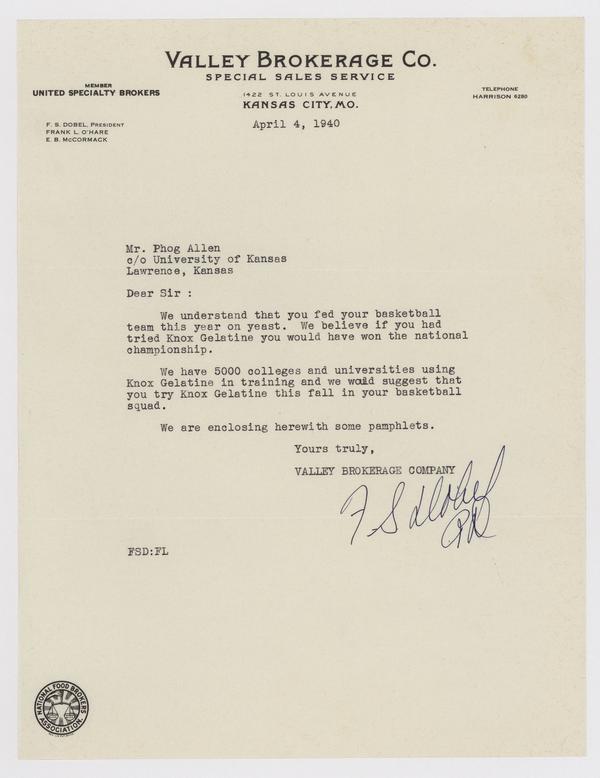 VALLEY BROKERAGE CO.
SPECIAL SALES SERVICE
MEMBER
UNITED SPECIALTY BROKERS
1422 ST. LOUIS AVENUE
KANSAS CITY, MO.
TELEPHONE
HARRISON 6280
F. S. DOBEL, PRESIDENT
FRANK L. O'HARE
E. B. MCCORMACK
April 4, 1940
Mr. Phog Allen
c/o University of Kansas
Lawrence, Kansas
Dear Sir :
We understand that you fed your basketball
team this year on yeast. We believe if you had
tried Knox Gelatine you would have won the national
championship.
We have 5000 colleges and universities using
Knox Gelatine in training and we would suggest that
you try Knox Gelatine this fall in your basketball
squad.
We are enclosing herewith some pamphlets.
Yours truly,
VALLEY BROKERAGE COMPANY
F S Dobel
FSD:FL
NATIONAL FOOD BROKERS
ASSOCIATION